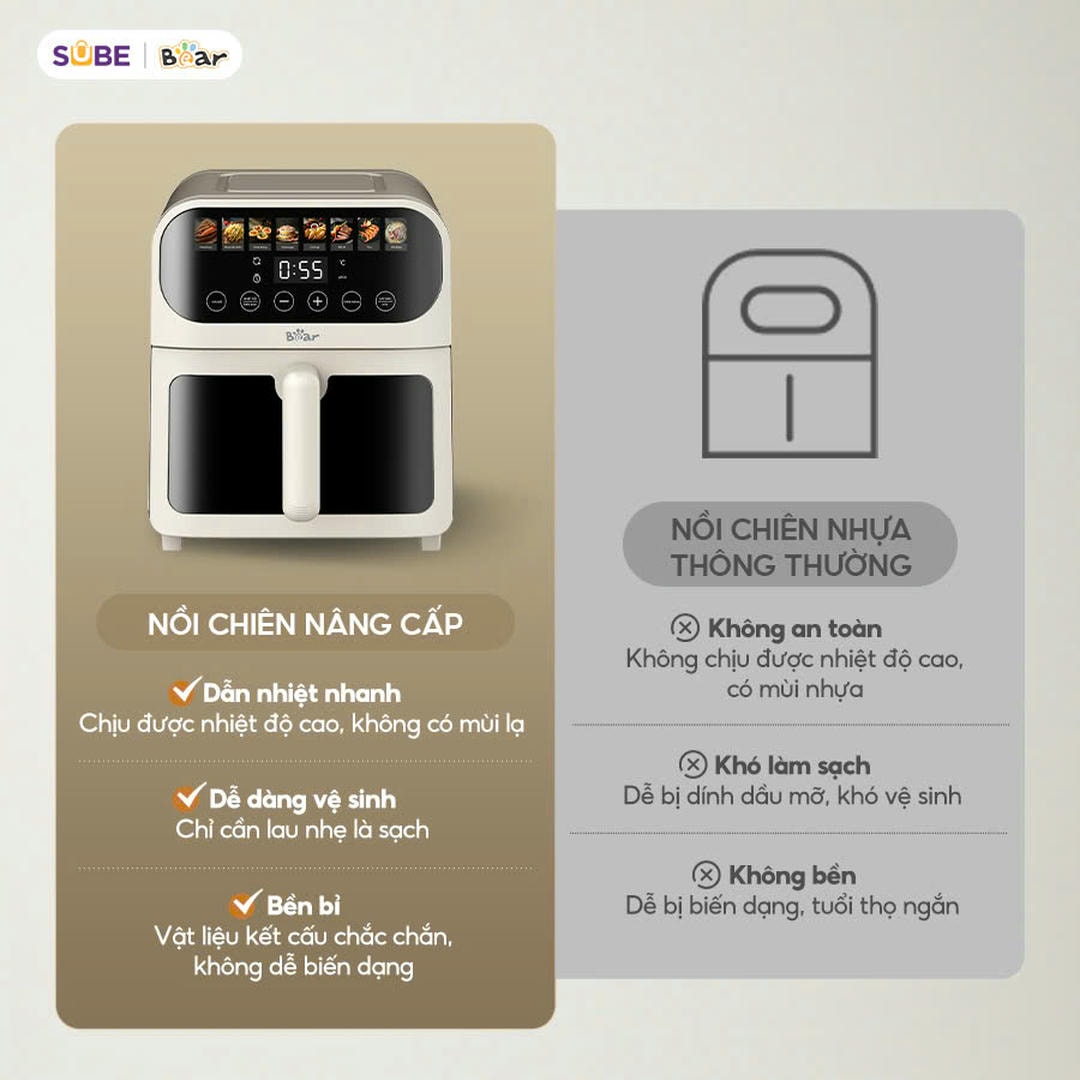 SUBE | Bear
0:55
Bear
NỒI CHIÊN NÂNG CẤP
Dẫn nhiệt nhanh
Chịu được nhiệt độ cao, không có mùi lạ
Dễ dàng vệ sinh
Chỉ cần lau nhẹ là sạch
Bền bỉ
Vật liệu kết cấu chắc chắn,
không dễ biến dạng
NỒI CHIÊN NHỰA
THÔNG THƯỜNG
Không an toàn
Không chịu được nhiệt độ cao,
có mùi nhựa
Khó làm sạch
Dễ bị dính dầu mỡ, khó vệ sinh
Không bền
Dễ bị biến dạng, tuổi thọ ngắn